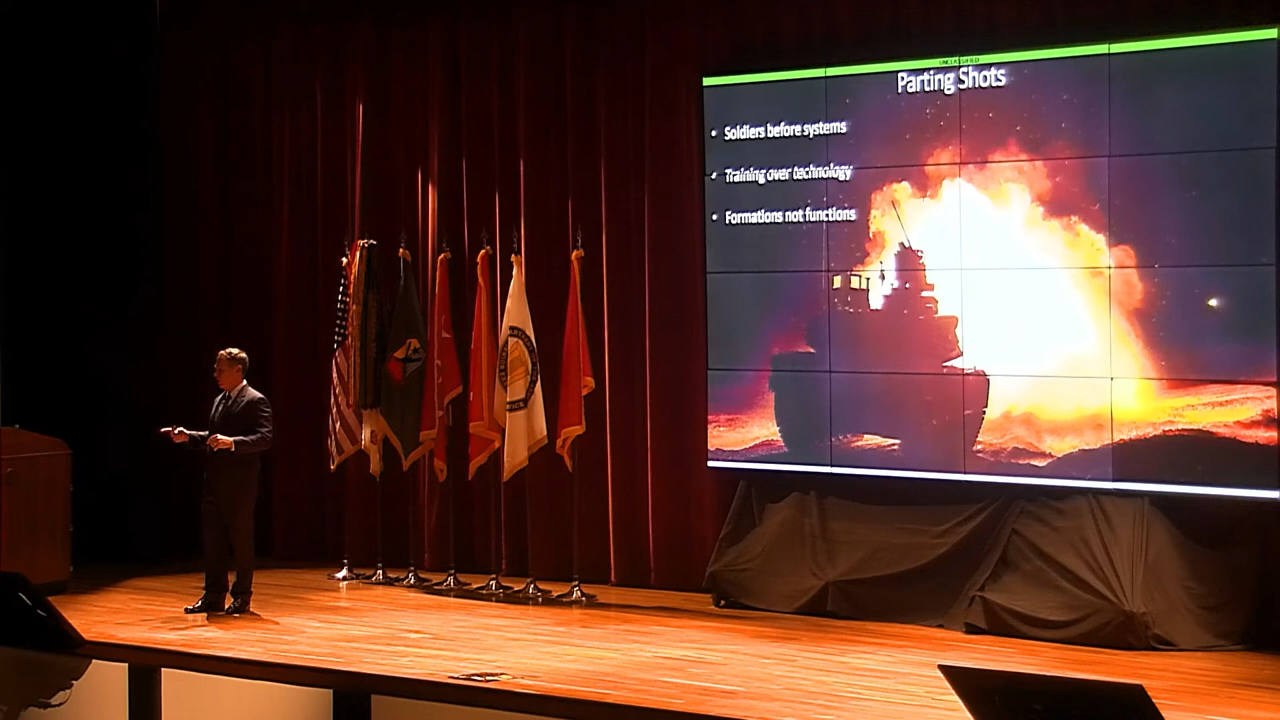 UNCLASSIFIED
Parting Shots
• Soldiers before systems
• Training over technology
• Formations not functions